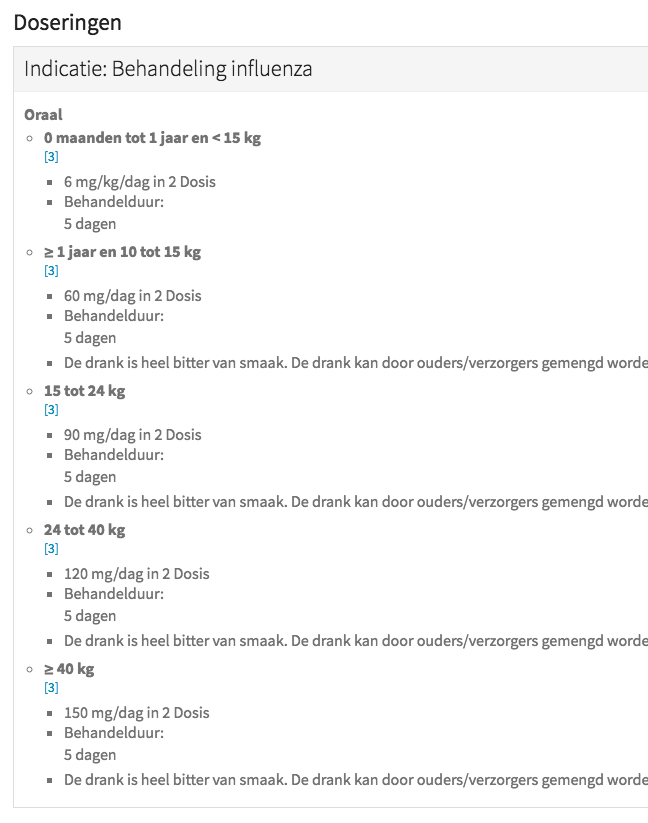 Doseringen
Indicatie: Behandeling influenza
Oraal
0 maanden tot 1 jaar en < 15 kg
[3]
6 mg/kg/dag in 2 Dosis
Behandelduur:
5 dagen
≥ 1 jaar en 10 tot 15 kg
[3]
60 mg/dag in 2 Dosis
Behandelduur:
5 dagen
De drank is heel bitter van smaak. De drank kan door ouders/verzorgers gemengd worde
15 tot 24 kg
[3]
90 mg/dag in 2 Dosis
Behandelduur:
5 dagen
De drank is heel bitter van smaak. De drank kan door ouders/verzorgers gemengd worde
24 tot 40 kg
[3]
120 mg/dag in 2 Dosis
Behandelduur:
5 dagen
De drank is heel bitter van smaak. De drank kan door ouders/verzorgers gemengd worde
≥ 40 kg
[3]
150 mg/dag in 2 Dosis
Behandelduur:
5 dagen
De drank is heel bitter van smaak. De drank kan door ouders/verzorgers gemengd worde